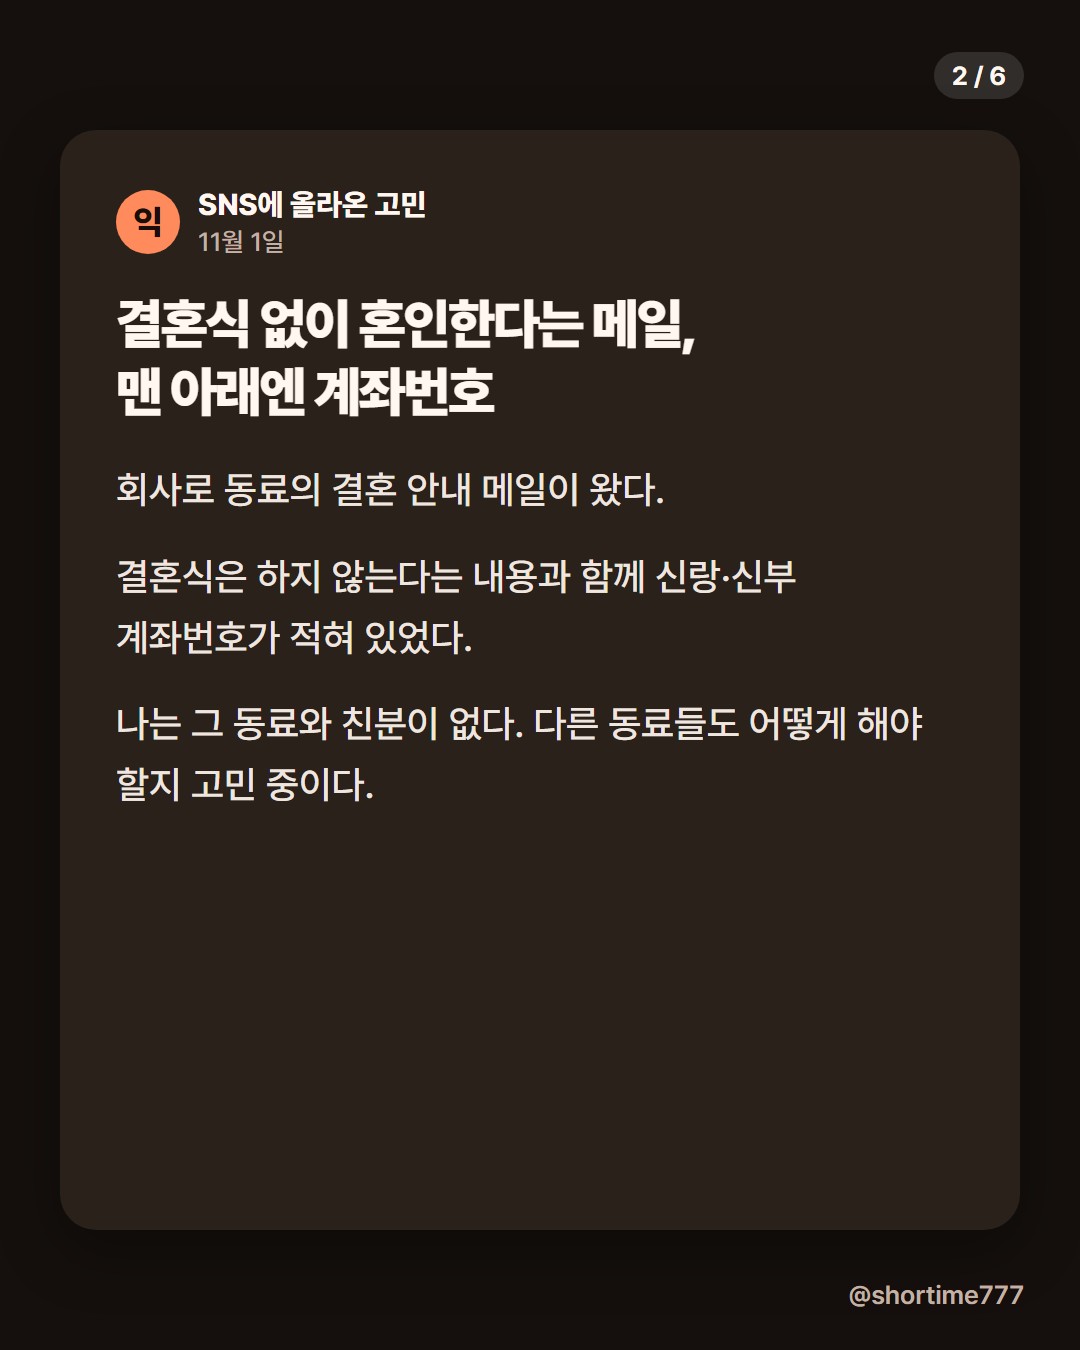 2 / 6
익
SNS에 올라온 고민
11월 1일
결혼식 없이 혼인한다는 메일,
맨 아래엔 계좌번호
회사로 동료의 결혼 안내 메일이 왔다.
결혼식은 하지 않는다는 내용과 함께 신랑·신부
계좌번호가 적혀 있었다.
나는 그 동료와 친분이 없다. 다른 동료들도 어떻게 해야
할지 고민 중이다.
@shortime777